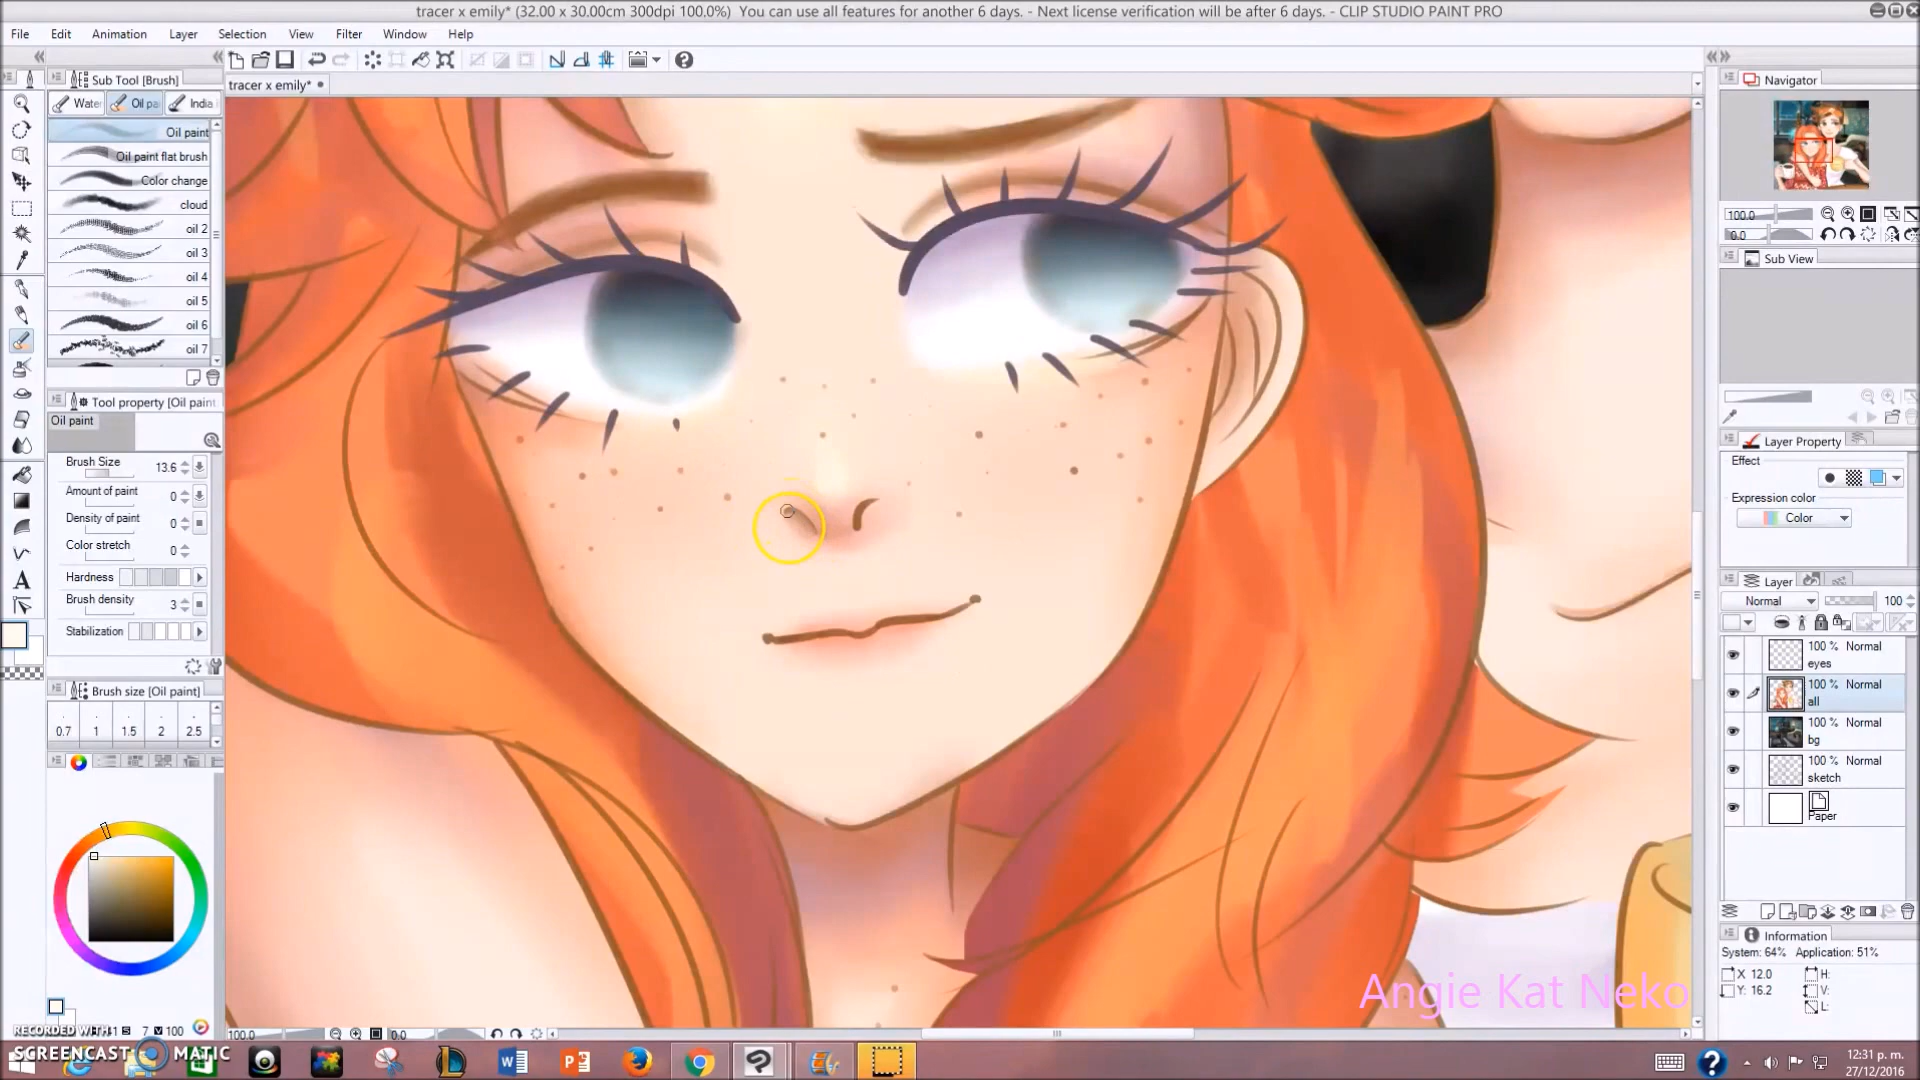 tracer x emily* (32.00 x 30.00cm 300dpi 100.0%) You can use all features for another 6 days. - Next license verification will be after 6 days. - CLIP STUDIO PAINT PRO
File Edit Animation Layer Selection View Filter Window Help
Sub Tool [Brush]
tracer x emily*
Navigator
Water Oil pa India
Oil paint
Oil paint flat brush
Color change
cloud
oil 2
oil 3
oil 4
oil 5
oil 6
oil 7
100.0
0.0
Sub View
Tool property [Oil paint
Oil paint
Brush Size 13.6
Amount of paint 0
Density of paint 0
Color stretch 0
Hardness
Brush density 3
Stabilization
Brush size [Oil paint]
0.7 1 1.5 2 2.5
Layer Property
Effect
Expression color
Color
Layer
Normal 100
100 % Normal
eyes
100 % Normal
all
100 % Normal
bg
100 % Normal
sketch
Paper
Information
System: 64% Application: 51%
X 12.0 H:
Y: 16.2 V:
L:
Angie Kat Neko
100.0 0.0
RECORDED WITH
7 V 100
SCREENCAST MATIC
12:31 p. m.
27/12/2016